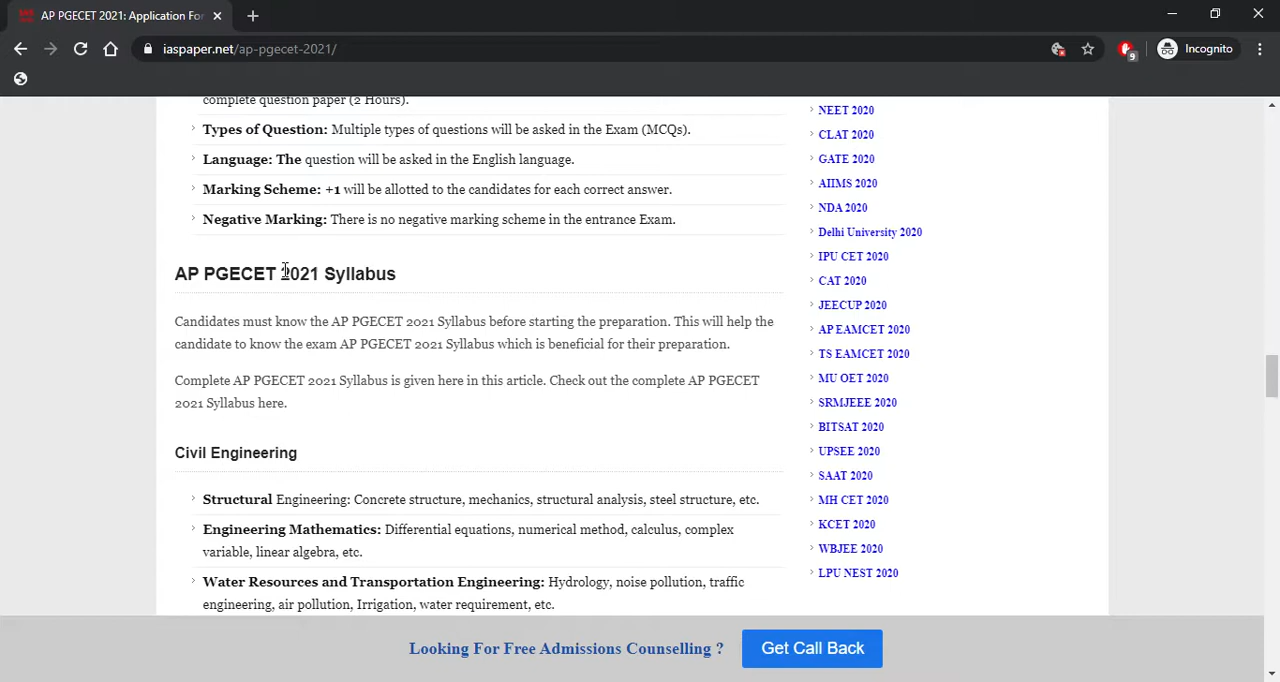 AP PGECET 2021: Application For
iaspaper.net/ap-pgecet-2021/
9
Incognito
complete question paper (2 Hours).
Types of Question: Multiple types of questions will be asked in the Exam (MCQs).
Language: The question will be asked in the English language.
Marking Scheme: +1 will be allotted to the candidates for each correct answer.
Negative Marking: There is no negative marking scheme in the entrance Exam.
AP PGECET 2021 Syllabus
Candidates must know the AP PGECET 2021 Syllabus before starting the preparation. This will help the
candidate to know the exam AP PGECET 2021 Syllabus which is beneficial for their preparation.
Complete AP PGECET 2021 Syllabus is given here in this article. Check out the complete AP PGECET
2021 Syllabus here.
Civil Engineering
Structural Engineering: Concrete structure, mechanics, structural analysis, steel structure, etc.
Engineering Mathematics: Differential equations, numerical method, calculus, complex
variable, linear algebra, etc.
Water Resources and Transportation Engineering: Hydrology, noise pollution, traffic
engineering, air pollution, Irrigation, water requirement, etc.
NEET 2020
CLAT 2020
GATE 2020
AIIMS 2020
NDA 2020
Delhi University 2020
IPU CET 2020
CAT 2020
JEECUP 2020
AP EAMCET 2020
TS EAMCET 2020
MU OET 2020
SRMJEEE 2020
BITSAT 2020
UPSEE 2020
SAAT 2020
MH CET 2020
KCET 2020
WBJEE 2020
LPU NEST 2020
Looking For Free Admissions Counselling ?
Get Call Back